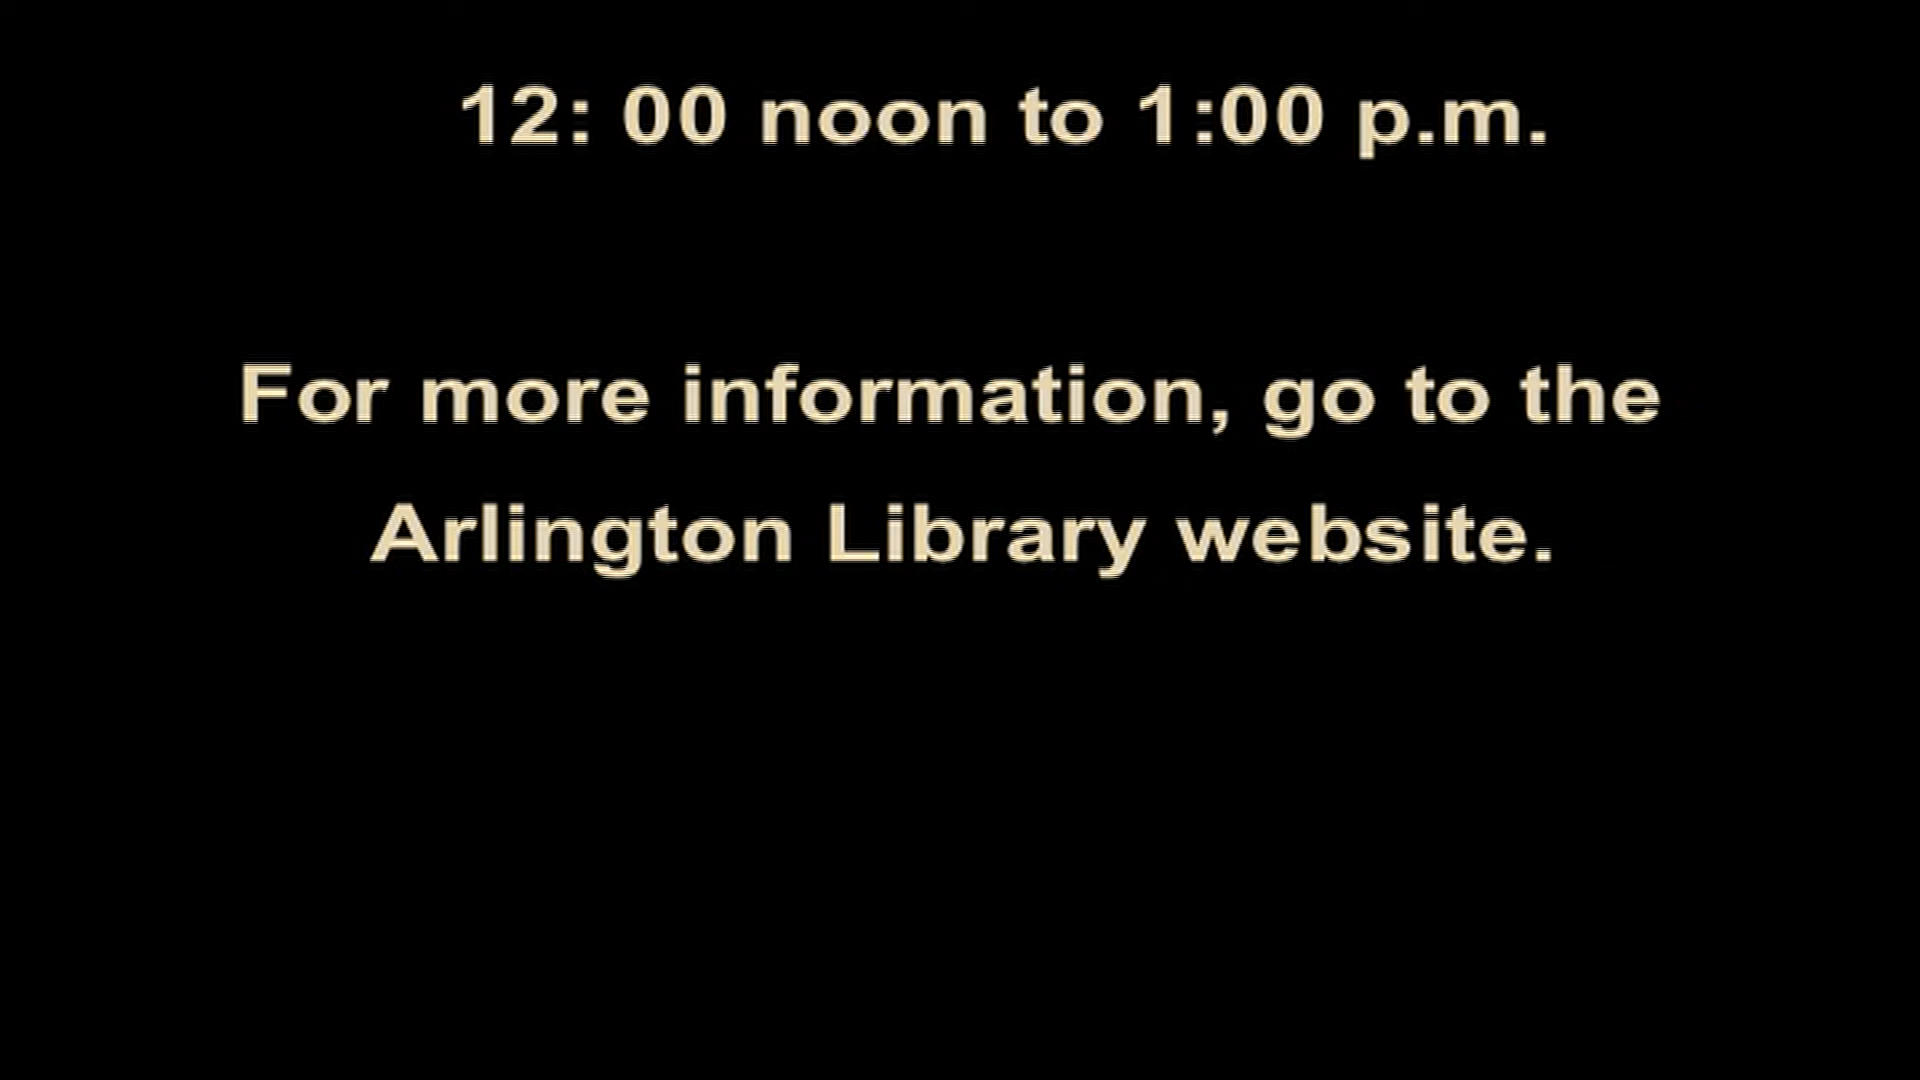 12: 00 noon to 1:00 p.m.
For more information, go to the
Arlington Library website.